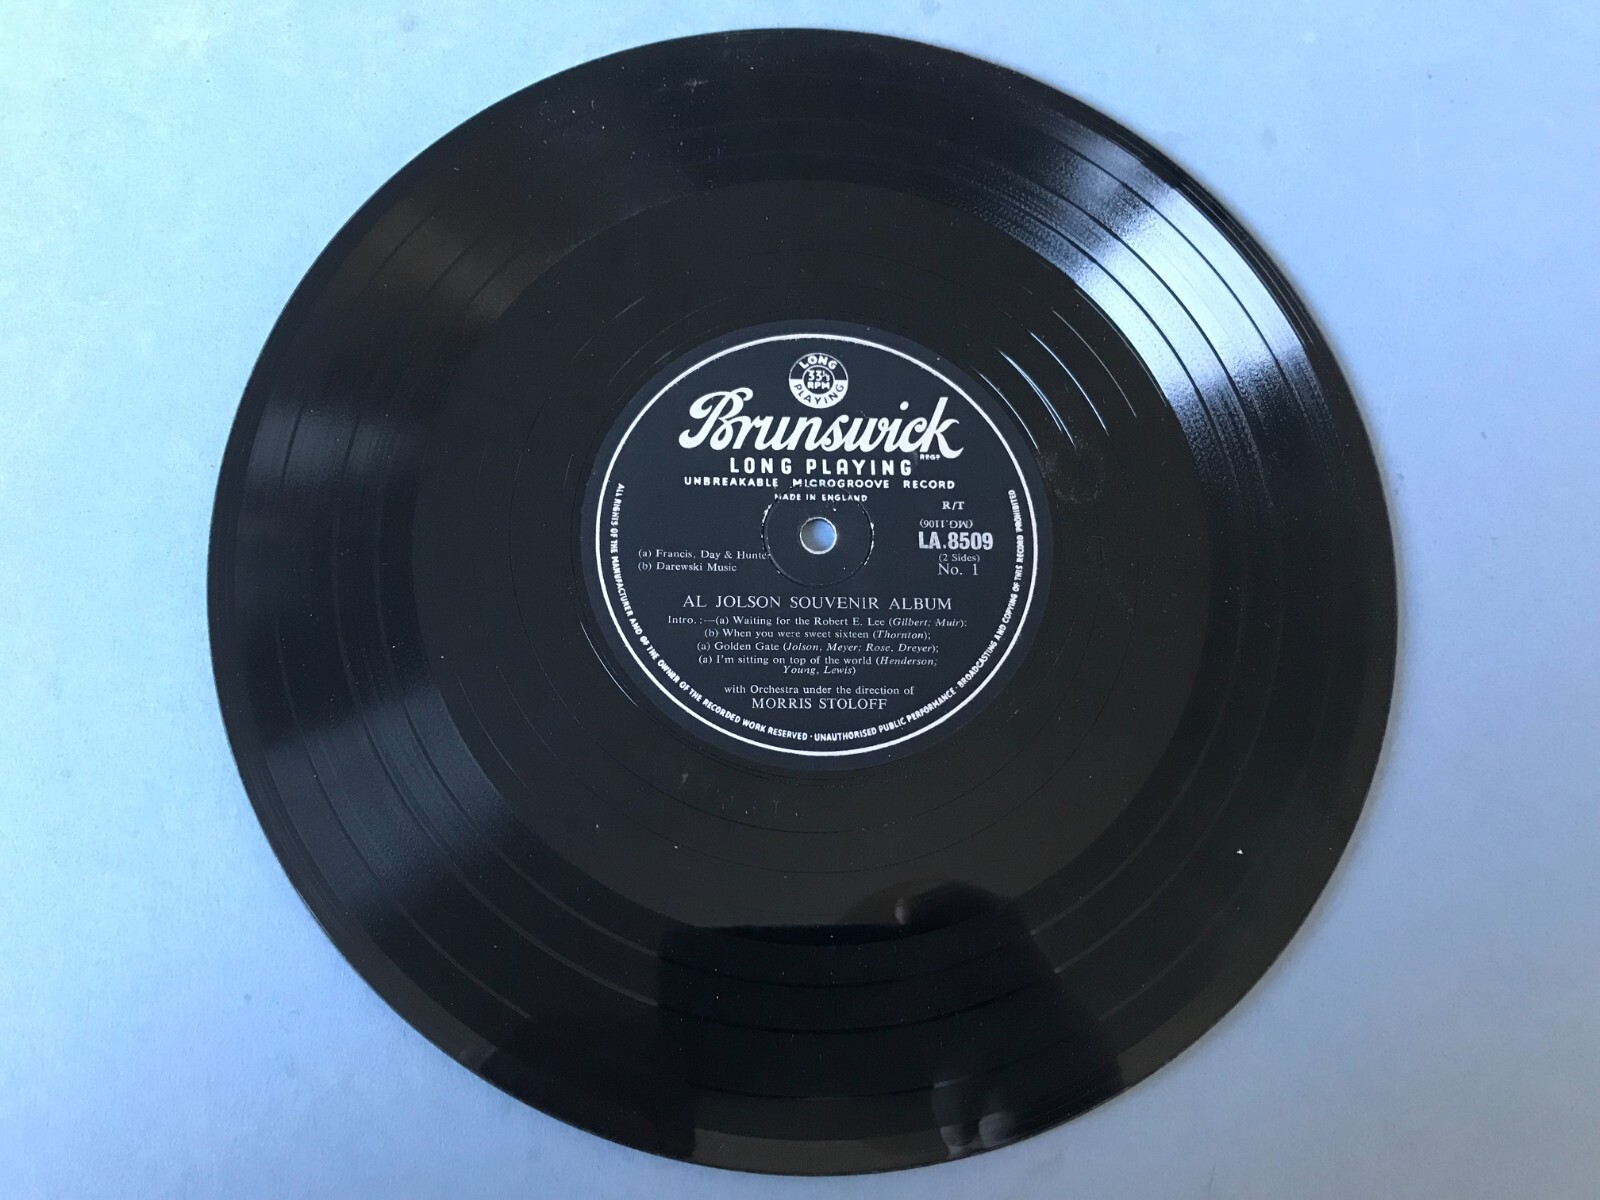 LONG
33⅓
RPM
PLAYING
Brunswick
REGD
LONG PLAYING
UNBREAKABLE MICROGROOVE RECORD
MADE IN ENGLAND
R/T
(MG.1106)
LA.8509
(2 Sides)
No. 1
(a) Francis, Day & Hunter
(b) Darewski Music
AL JOLSON SOUVENIR ALBUM
Intro.:—(a) Waiting for the Robert E. Lee (Gilbert; Muir);
(b) When you were sweet sixteen (Thornton);
(a) Golden Gate (Jolson, Meyer; Rose, Dreyer);
(a) I'm sitting on top of the world (Henderson;
Young, Lewis)
with Orchestra under the direction of
MORRIS STOLOFF
ALL RIGHTS OF THE MANUFACTURER AND OF THE OWNER OF THE RECORDED WORK RESERVED · UNAUTHORISED PUBLIC PERFORMANCE · BROADCASTING AND COPYING OF THIS RECORD PROHIBITED